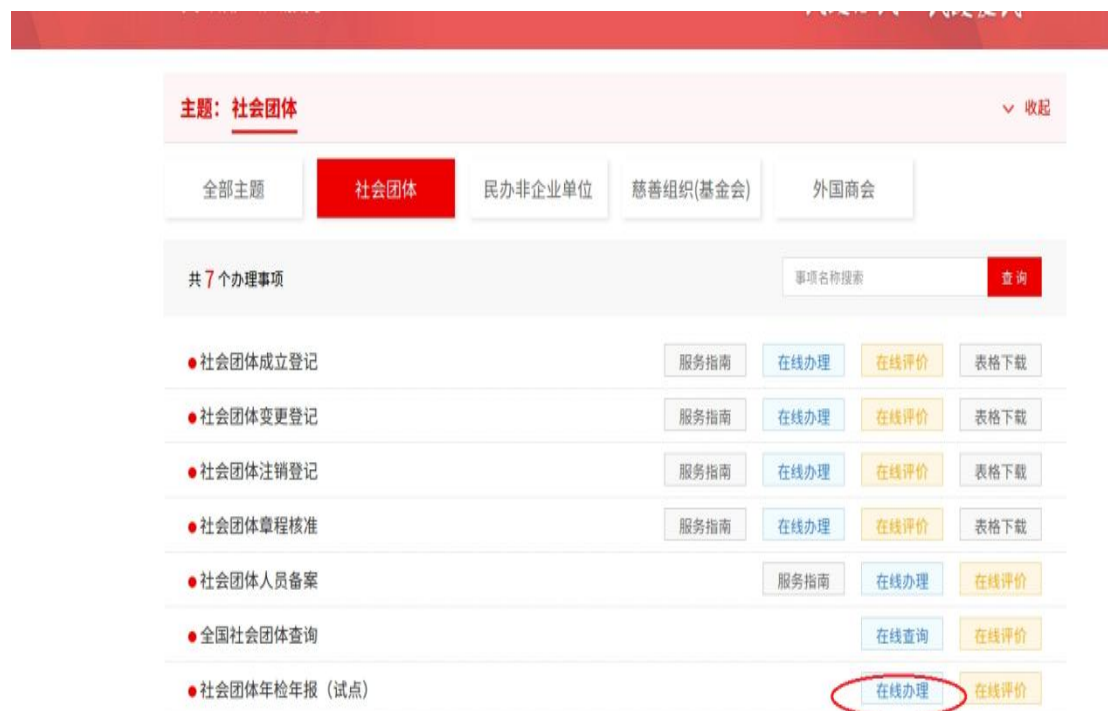 主题：社会团体 收起
全部主题 社会团体 民办非企业单位 慈善组织(基金会) 外国商会
共7个办理事项 事项名称搜索 查询
社会团体成立登记 服务指南 在线办理 在线评价 表格下载
社会团体变更登记 服务指南 在线办理 在线评价 表格下载
社会团体注销登记 服务指南 在线办理 在线评价 表格下载
社会团体章程核准 服务指南 在线办理 在线评价 表格下载
社会团体人员备案 服务指南 在线办理 在线评价
全国社会团体查询 在线查询 在线评价
社会团体年检年报（试点） 在线办理 在线评价